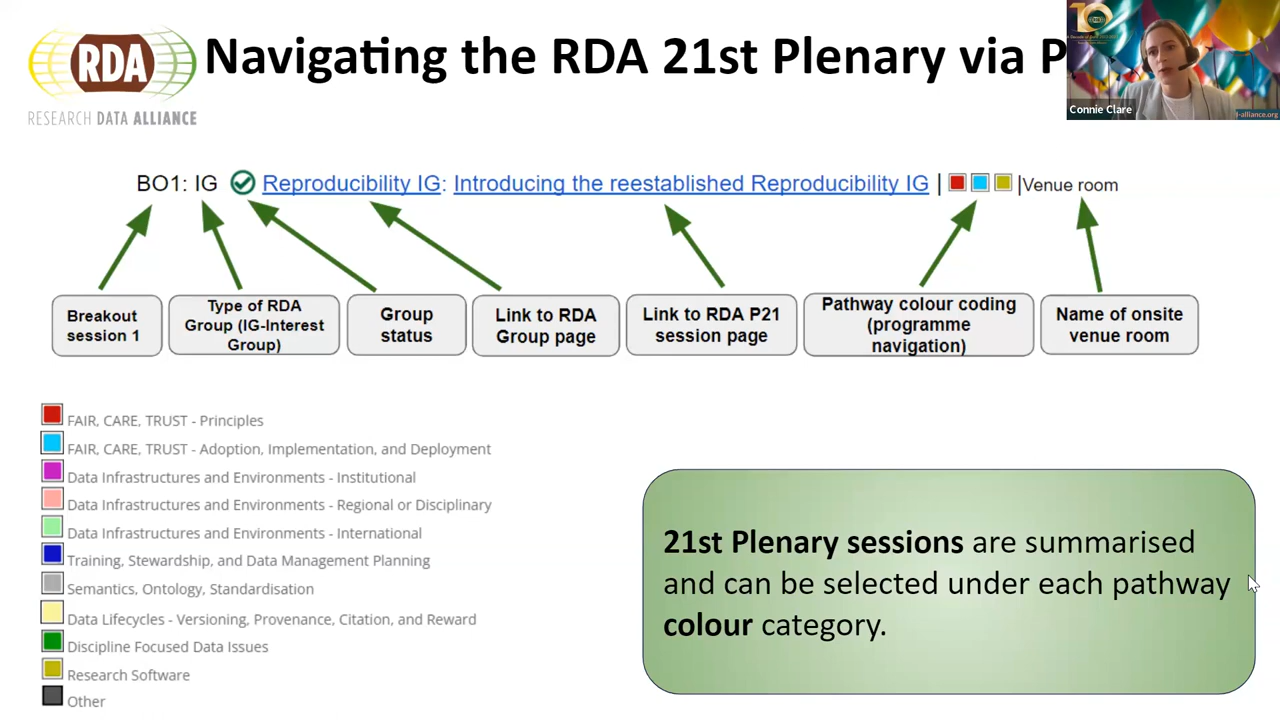 RDA
RESEARCH DATA ALLIANCE
Navigating the RDA 21st Plenary via P
Connie Clare
BO1: IG Reproducibility IG: Introducing the reestablished Reproducibility IG | |Venue room
Breakout
session 1
Type of RDA
Group (IG-Interest
Group)
Group
status
Link to RDA
Group page
Link to RDA P21
session page
Pathway colour coding
(programme
navigation)
Name of onsite
venue room
FAIR, CARE, TRUST - Principles
FAIR, CARE, TRUST - Adoption, Implementation, and Deployment
Data Infrastructures and Environments - Institutional
Data Infrastructures and Environments - Regional or Disciplinary
Data Infrastructures and Environments - International
Training, Stewardship, and Data Management Planning
Semantics, Ontology, Standardisation
Data Lifecycles - Versioning, Provenance, Citation, and Reward
Discipline Focused Data Issues
Research Software
Other
21st Plenary sessions are summarised
and can be selected under each pathway
colour category.